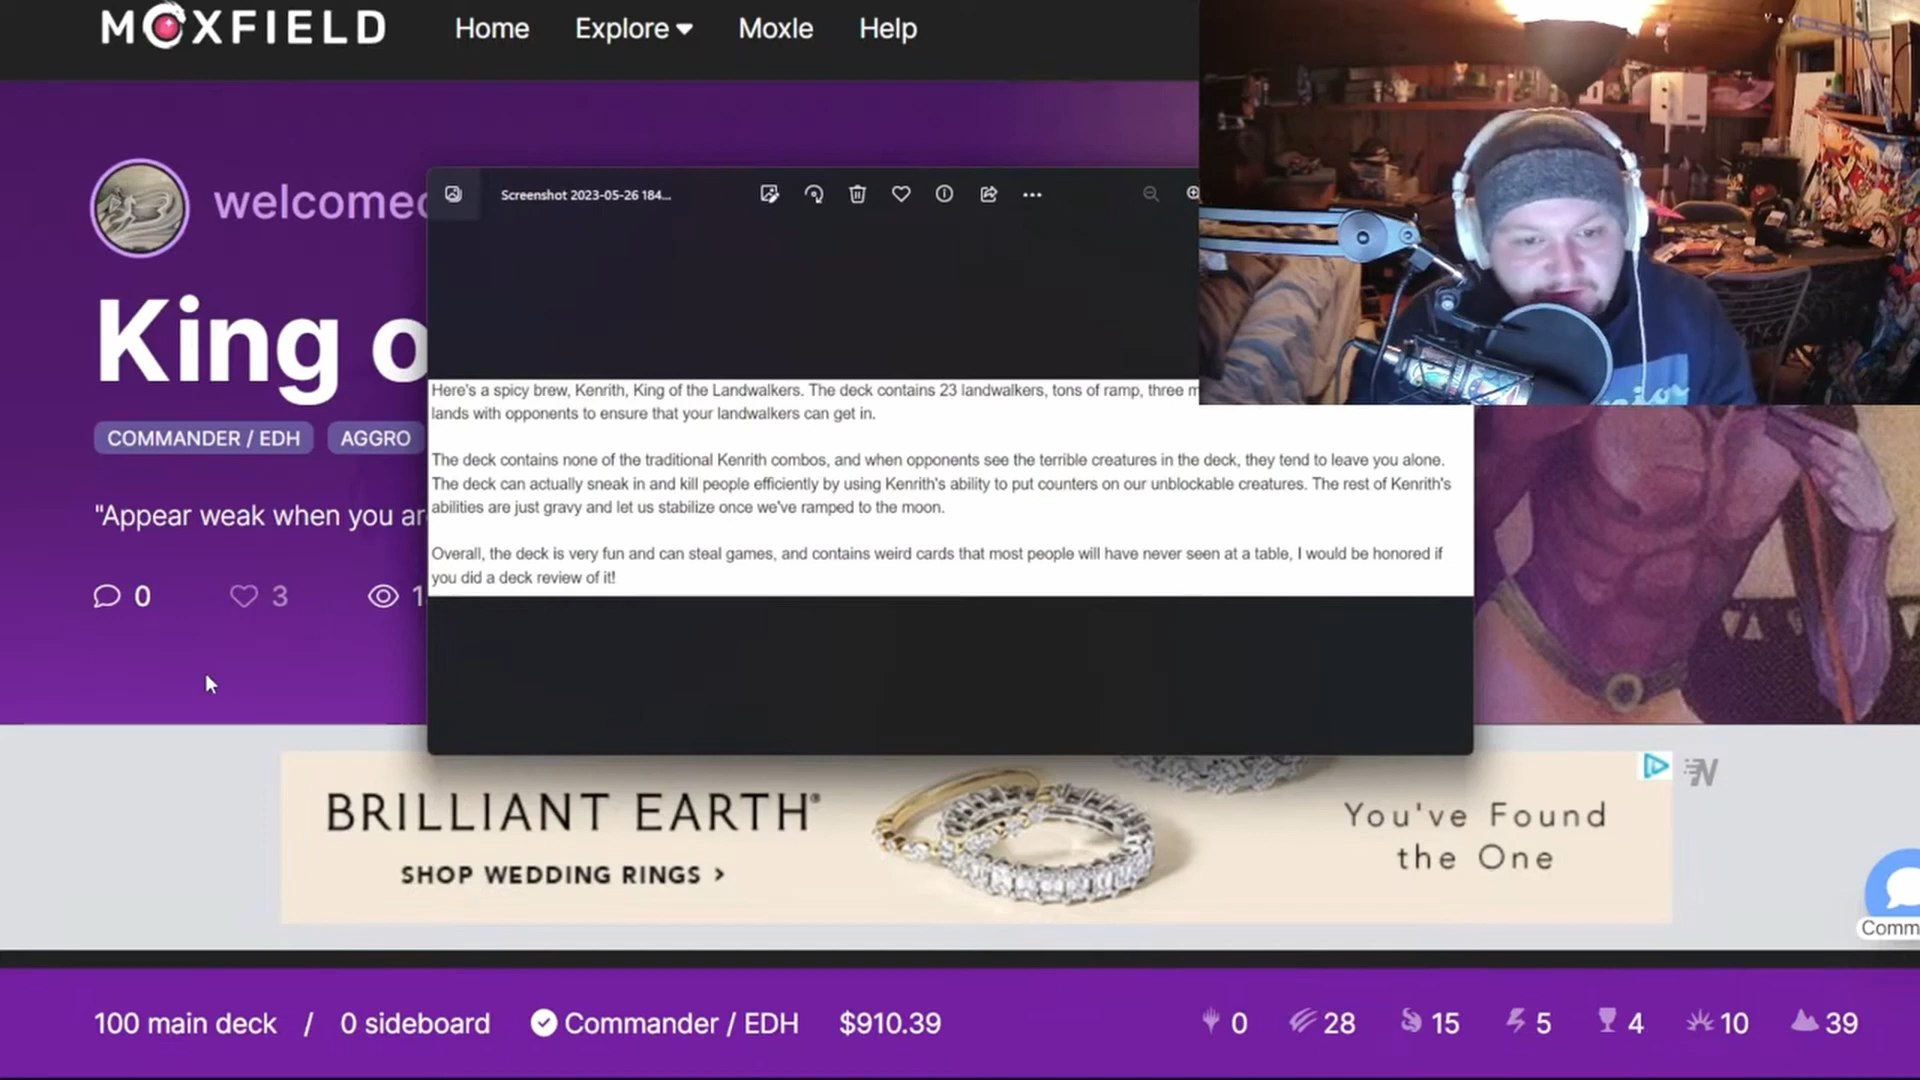 MOXFIELD
Home Explore Moxle Help
welcomec
Screenshot 2023-05-26 184...
King o
Here's a spicy brew, Kenrith, King of the Landwalkers. The deck contains 23 landwalkers, tons of ramp, three m
lands with opponents to ensure that your landwalkers can get in.
COMMANDER / EDH AGGRO
The deck contains none of the traditional Kenrith combos, and when opponents see the terrible creatures in the deck, they tend to leave you alone.
The deck can actually sneak in and kill people efficiently by using Kenrith's ability to put counters on our unblockable creatures. The rest of Kenrith's
abilities are just gravy and let us stabilize once we've ramped to the moon.
"Appear weak when you ar
Overall, the deck is very fun and can steal games, and contains weird cards that most people will have never seen at a table, I would be honored if
you did a deck review of it!
0 3 1
BRILLIANT EARTH®
SHOP WEDDING RINGS >
You've Found
the One
Comm
100 main deck / 0 sideboard Commander / EDH $910.39 0 28 15 5 4 10 39